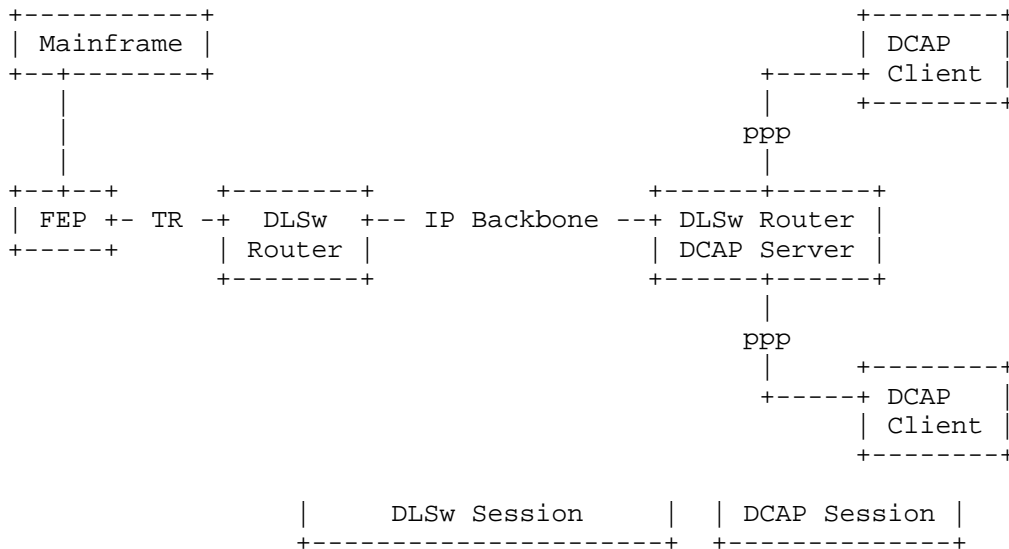 Mainframe DCAP
Client
ppp
FEP TR DLSw IP Backbone DLSw Router
Router DCAP Server
ppp
DCAP
Client
DLSw Session DCAP Session